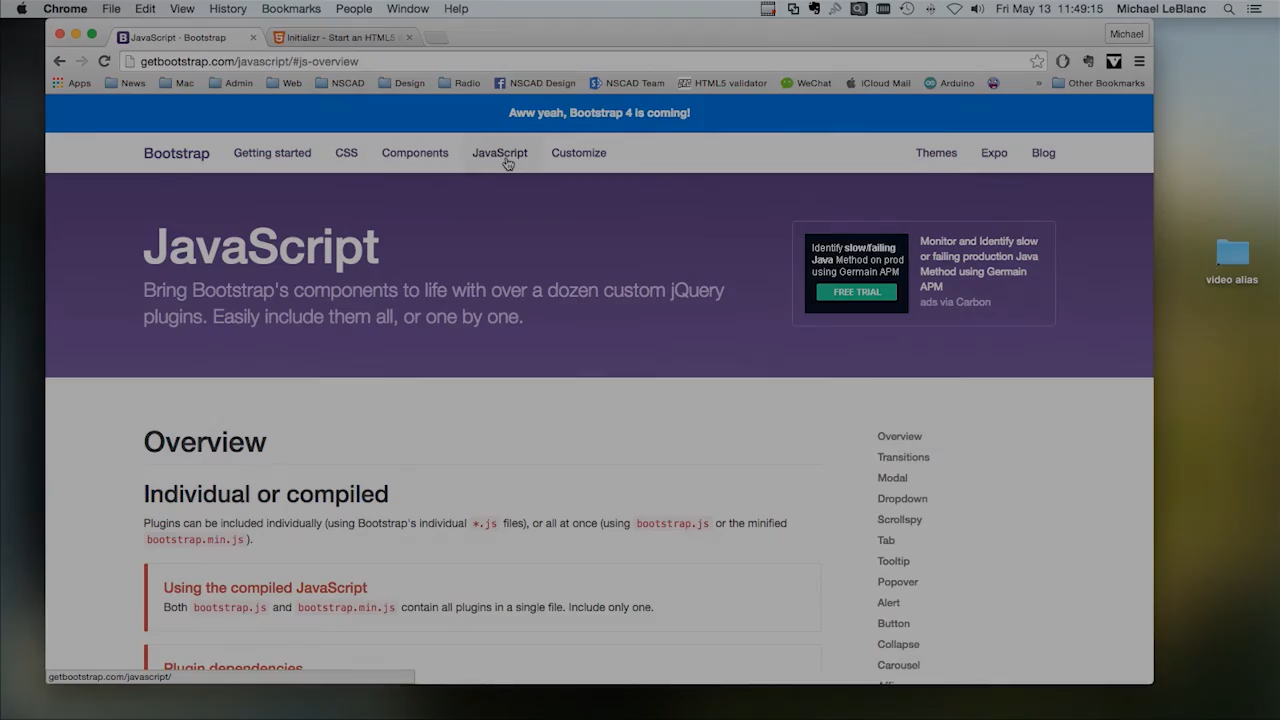 Chrome File Edit View History Bookmarks People Window Help Fri May 13 11:49:15 Michael LeBlanc
JavaScript · Bootstrap Initializr - Start an HTML5 Michael
getbootstrap.com/javascript/#js-overview
Apps News Mac Admin Web NSCAD Design Radio NSCAD Design NSCAD Team HTML5 validator WeChat iCloud Mail Arduino » Other Bookmarks
Aww yeah, Bootstrap 4 is coming!
Bootstrap Getting started CSS Components JavaScript Customize Themes Expo Blog
JavaScript
Bring Bootstrap's components to life with over a dozen custom jQuery
plugins. Easily include them all, or one by one.
Identify slow/failing
Java Method on prod
using Germain APM
FREE TRIAL
Monitor and Identify slow
or failing production Java
Method using Germain
APM
ads via Carbon
video alias
Overview
Individual or compiled
Plugins can be included individually (using Bootstrap's individual *.js files), or all at once (using bootstrap.js or the minified
bootstrap.min.js).
Using the compiled JavaScript
Both bootstrap.js and bootstrap.min.js contain all plugins in a single file. Include only one.
Plugin dependencies
Overview
Transitions
Modal
Dropdown
Scrollspy
Tab
Tooltip
Popover
Alert
Button
Collapse
Carousel
getbootstrap.com/javascript/